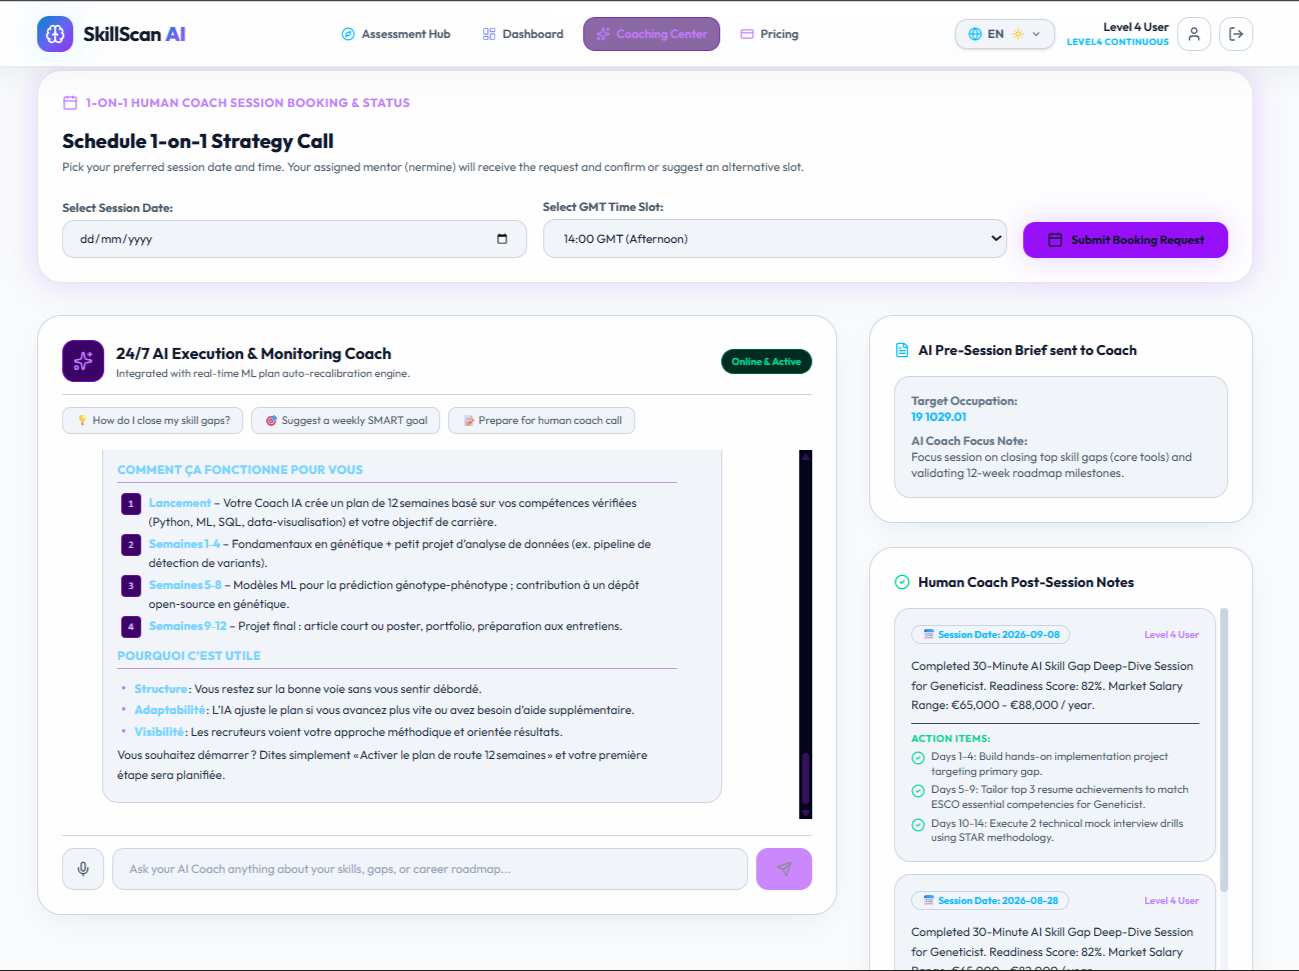 SkillScan AI
Assessment Hub
Dashboard
Coaching Center
Pricing
EN
Level 4 User
LEVEL4 CONTINUOUS
1-ON-1 HUMAN COACH SESSION BOOKING & STATUS
Schedule 1-on-1 Strategy Call
Pick your preferred session date and time. Your assigned mentor (nermine) will receive the request and confirm or suggest an alternative slot.
Select Session Date:
dd/mm/yyyy
Select GMT Time Slot:
14:00 GMT (Afternoon)
Submit Booking Request
24/7 AI Execution & Monitoring Coach
Integrated with real-time ML plan auto-recalibration engine.
Online & Active
How do I close my skill gaps?
Suggest a weekly SMART goal
Prepare for human coach call
COMMENT ÇA FONCTIONNE POUR VOUS
1 Lancement – Votre Coach IA crée un plan de 12 semaines basé sur vos compétences vérifiées
(Python, ML, SQL, data-visualisation) et votre objectif de carrière.
2 Semaines 1-4 – Fondamentaux en génétique + petit projet d'analyse de données (ex. pipeline de
détection de variants).
3 Semaines 5-8 – Modèles ML pour la prédiction génotype-phénotype ; contribution à un dépôt
open-source en génétique.
4 Semaines 9-12 – Projet final : article court ou poster, portfolio, préparation aux entretiens.
POURQUOI C'EST UTILE
• Structure : Vous restez sur la bonne voie sans vous sentir débordé.
• Adaptabilité : L'IA ajuste le plan si vous avancez plus vite ou avez besoin d'aide supplémentaire.
• Visibilité : Les recruteurs voient votre approche méthodique et orientée résultats.
Vous souhaitez démarrer ? Dites simplement « Activer le plan de route 12 semaines » et votre première
étape sera planifiée.
Ask your AI Coach anything about your skills, gaps, or career roadmap...
AI Pre-Session Brief sent to Coach
Target Occupation:
19 1029.01
AI Coach Focus Note:
Focus session on closing top skill gaps (core tools) and
validating 12-week roadmap milestones.
Human Coach Post-Session Notes
Session Date: 2026-09-08
Level 4 User
Completed 30-Minute AI Skill Gap Deep-Dive Session
for Geneticist. Readiness Score: 82%. Market Salary
Range: €65,000 - €88,000 / year.
ACTION ITEMS:
Days 1-4: Build hands-on implementation project
targeting primary gap.
Days 5-9: Tailor top 3 resume achievements to match
ESCO essential competencies for Geneticist.
Days 10-14: Execute 2 technical mock interview drills
using STAR methodology.
Session Date: 2026-08-28
Level 4 User
Completed 30-Minute AI Skill Gap Deep-Dive Session
for Geneticist. Readiness Score: 82%. Market Salary